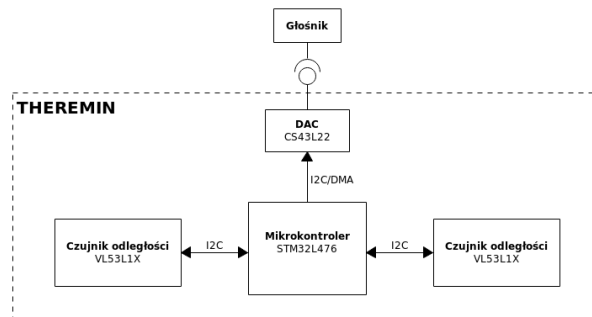 Głośnik
THEREMIN
DAC
CS43L22
I2C/DMA
Mikrokontroler
STM32L476
Czujnik odległości
VL53L1X
I2C
I2C
Czujnik odległości
VL53L1X